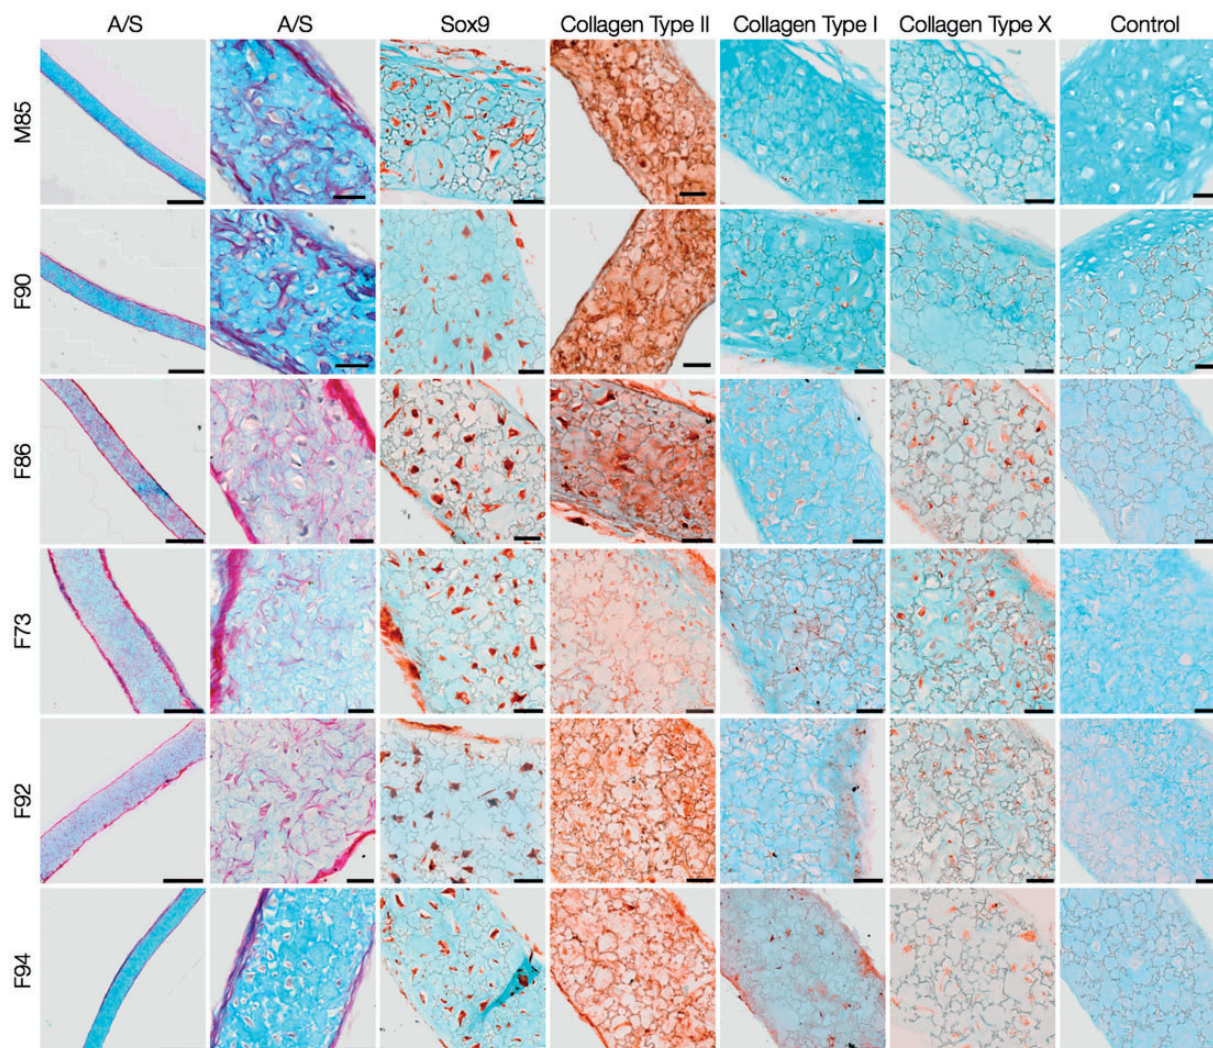 A/S A/S Sox9 Collagen Type II Collagen Type I Collagen Type X Control
M85
F90
F86
F73
F92
F94